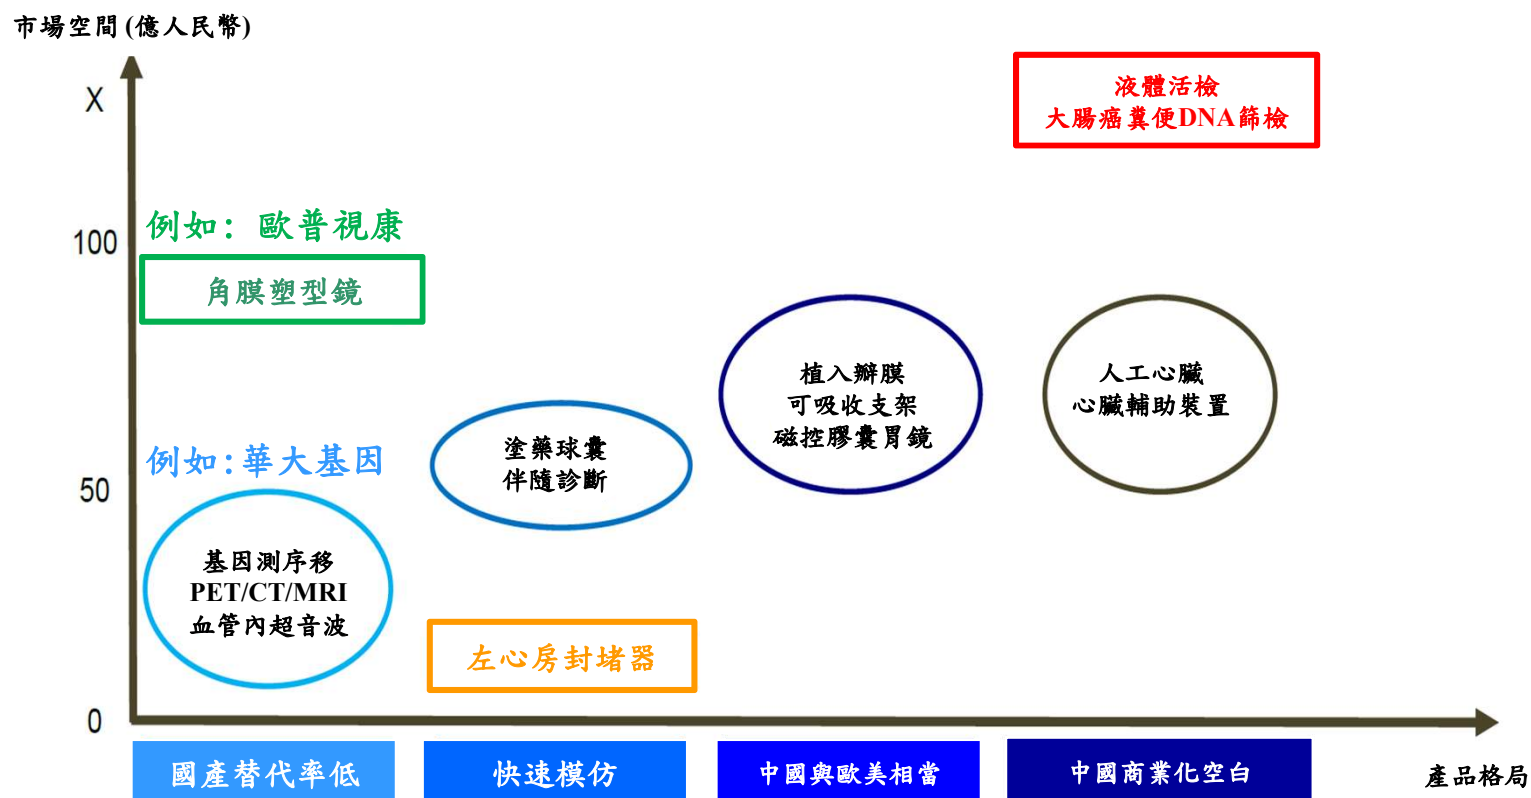 市場空間(億人民幣)
X
液體活檢
大腸癌糞便DNA篩檢
例如: 歐普視康
100
角膜塑型鏡
植入瓣膜
可吸收支架
磁控膠囊胃鏡
人工心臟
心臟輔助裝置
塗藥球囊
伴隨診斷
例如:華大基因
50
基因測序移
PET/CT/MRI
血管內超音波
左心房封堵器
0
國產替代率低
快速模仿
中國與歐美相當
中國商業化空白
產品格局